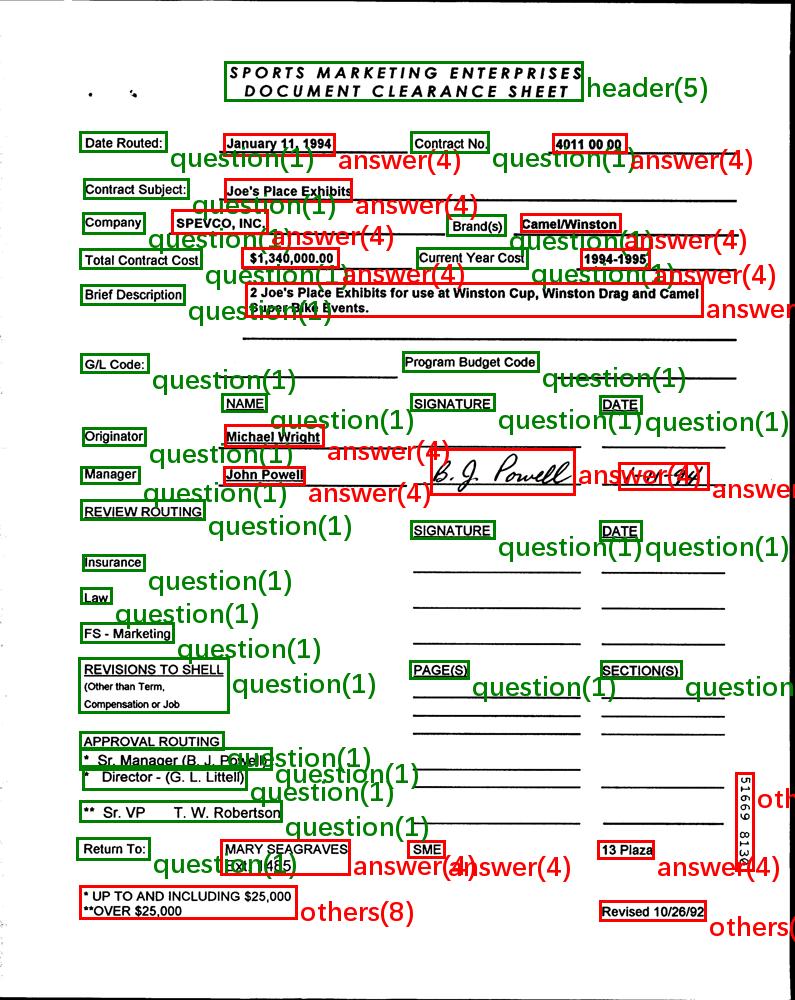 SPORTS MARKETING ENTERPRISES
DOCUMENT CLEARANCE SHEET
header(5)
Date Routed: January 11, 1994 Contract No. 4011 00 00
question(1) answer(4) question(1) answer(4)
Contract Subject: Joe's Place Exhibits
question(1) answer(4)
Company SPEVCO, INC. Brand(s) Camel/Winston
question(1) answer(4) question(1) answer(4)
Total Contract Cost $1,340,000.00 Current Year Cost 1994-1995
question(1) answer(4) question(1) answer(4)
Brief Description 2 Joe's Place Exhibits for use at Winston Cup, Winston Drag and Camel
Super Bike Events.
question(1) answer
G/L Code: Program Budget Code
question(1) question(1)
NAME SIGNATURE DATE
question(1) question(1) question(1)
Originator Michael Wright
question(1) answer(4)
Manager John Powell B. J. Powell
question(1) answer(4) answer(4) answe
REVIEW ROUTING
question(1)
SIGNATURE DATE
question(1) question(1)
Insurance
question(1)
Law
question(1)
FS - Marketing
question(1)
REVISIONS TO SHELL PAGE(S) SECTION(S)
(Other than Term,
question(1) question(1) question
Compensation or Job
APPROVAL ROUTING
question(1)
* Sr. Manager (B. J. Powell)
question(1)
* Director - (G. L. Littell)
question(1)
** Sr. VP T. W. Robertson
question(1)
51669 813
oth
Return To: MARY SEAGRAVES SME 13 Plaza
Ext. 1485
question(1) answer(4) answer(4) answer(4)
* UP TO AND INCLUDING $25,000
**OVER $25,000
others(8)
Revised 10/26/92
others(